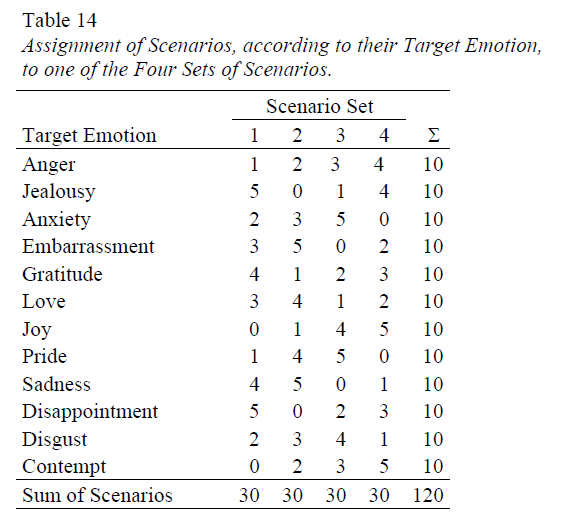 Table 14
Assignment of Scenarios, according to their Target Emotion,
to one of the Four Sets of Scenarios.
Scenario Set
Target Emotion 1 2 3 4 Σ
Anger 1 2 3 4 10
Jealousy 5 0 1 4 10
Anxiety 2 3 5 0 10
Embarrassment 3 5 0 2 10
Gratitude 4 1 2 3 10
Love 3 4 1 2 10
Joy 0 1 4 5 10
Pride 1 4 5 0 10
Sadness 4 5 0 1 10
Disappointment 5 0 2 3 10
Disgust 2 3 4 1 10
Contempt 0 2 3 5 10
Sum of Scenarios 30 30 30 30 120